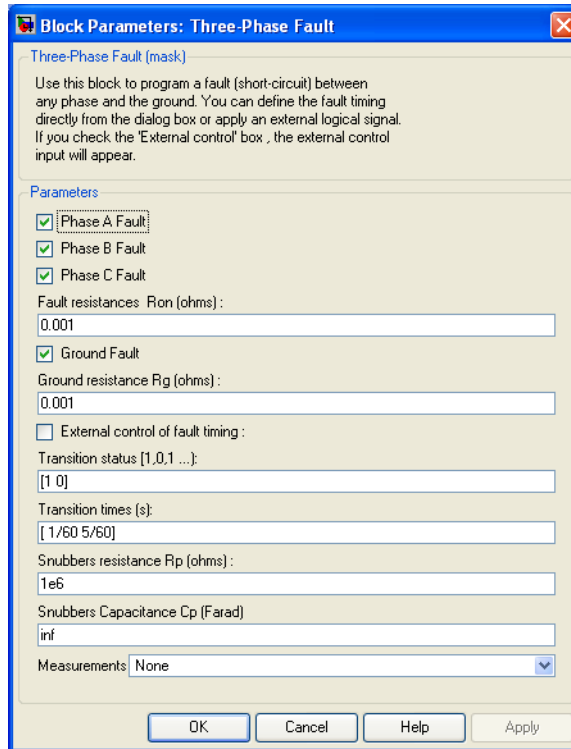 Block Parameters: Three-Phase Fault
Three-Phase Fault (mask)
Use this block to program a fault (short-circuit) between
any phase and the ground. You can define the fault timing
directly from the dialog box or apply an external logical signal.
If you check the 'External control' box , the external control
input will appear.
Parameters
Phase A Fault
Phase B Fault
Phase C Fault
Fault resistances Ron (ohms) :
0.001
Ground Fault
Ground resistance Rg (ohms) :
0.001
External control of fault timing :
Transition status [1,0,1 ...):
[1 0]
Transition times (s):
[ 1/60 5/60]
Snubbers resistance Rp (ohms) :
1e6
Snubbers Capacitance Cp (Farad)
inf
Measurements None
OK Cancel Help Apply